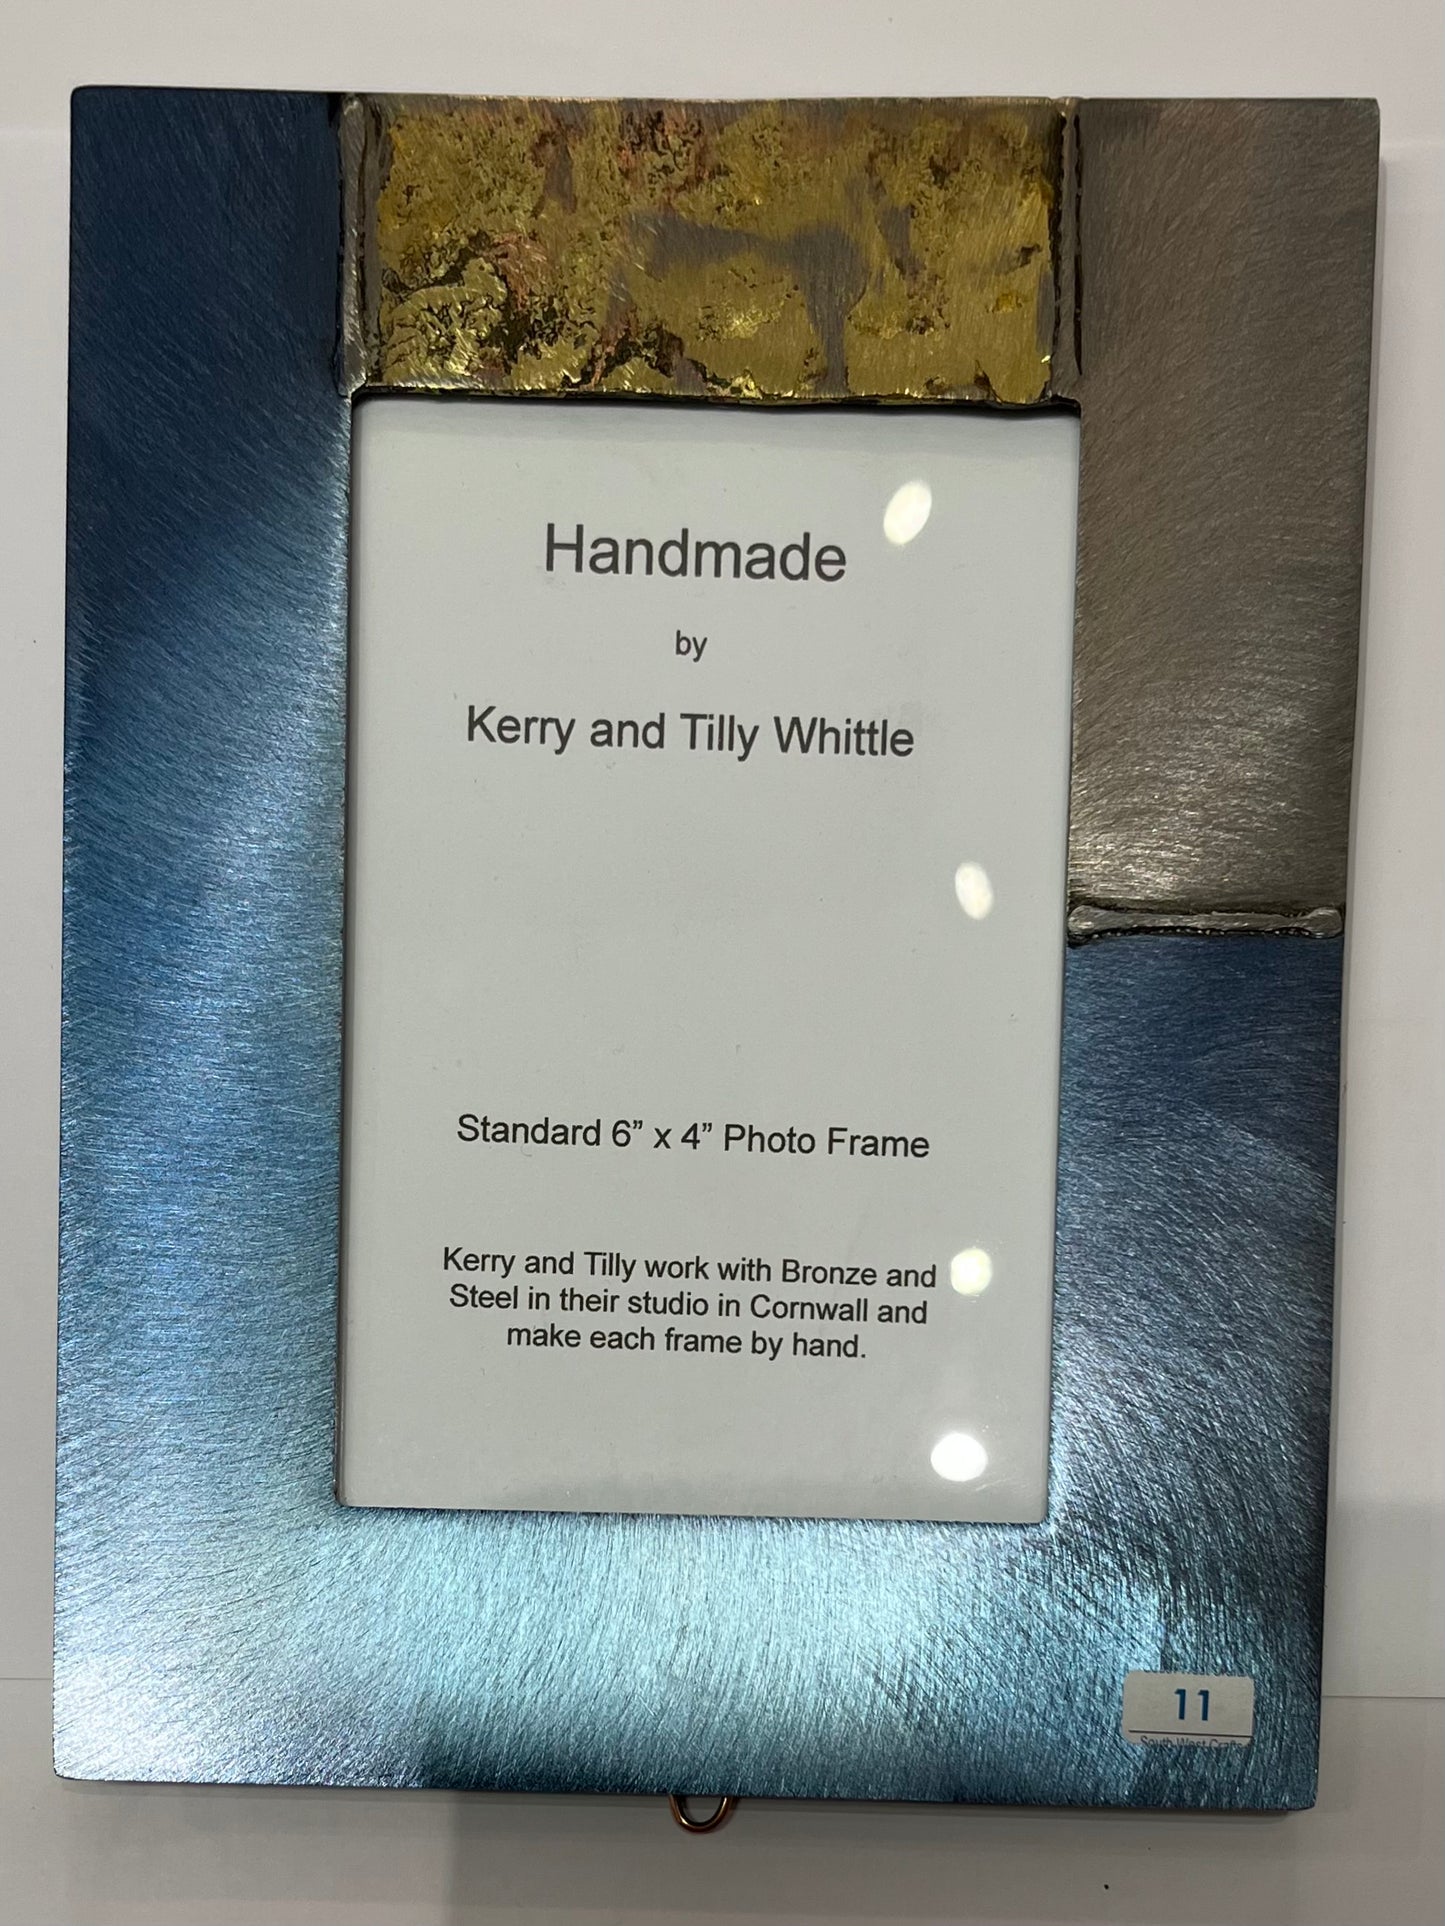 Handmade
by
Kerry and Tilly Whittle
Standard 6” x 4” Photo Frame
Kerry and Tilly work with Bronze and
Steel in their studio in Cornwall and
make each frame by hand.
11
South West Crafts